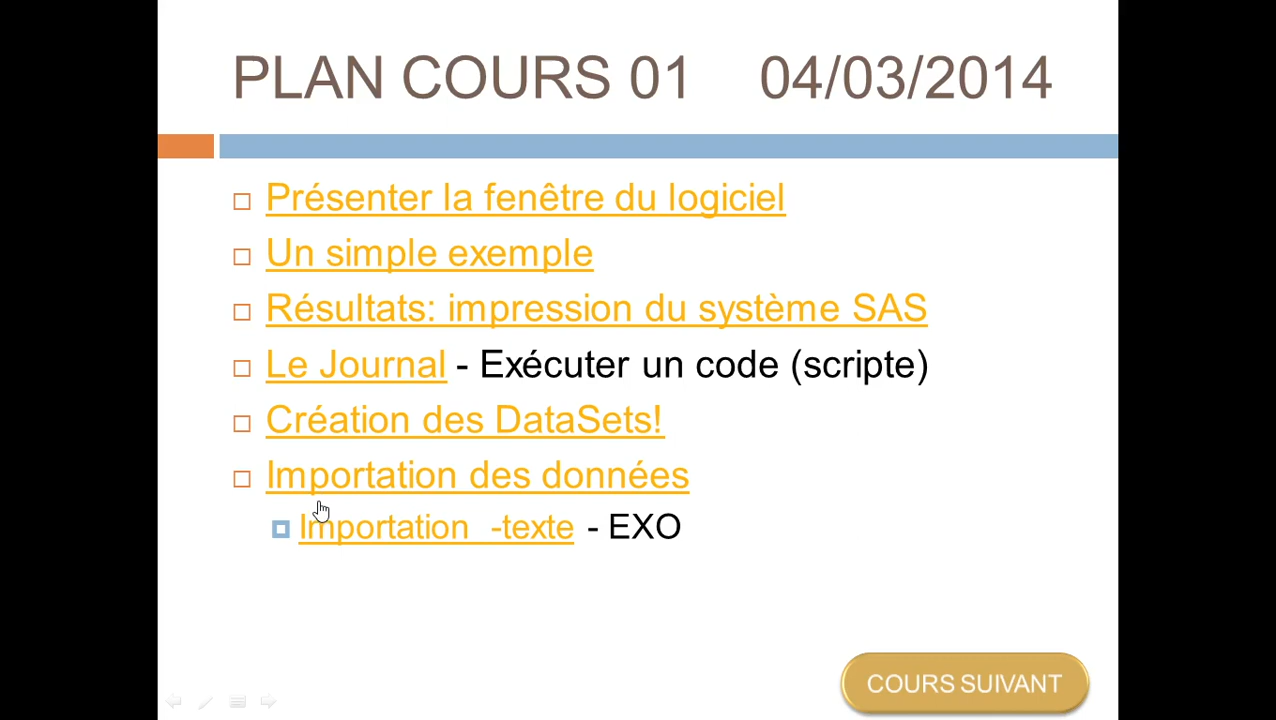 PLAN COURS 01 04/03/2014
Présenter la fenêtre du logiciel
Un simple exemple
Résultats: impression du système SAS
Le Journal - Exécuter un code (scripte)
Création des DataSets!
Importation des données
Importation -texte - EXO
COURS SUIVANT